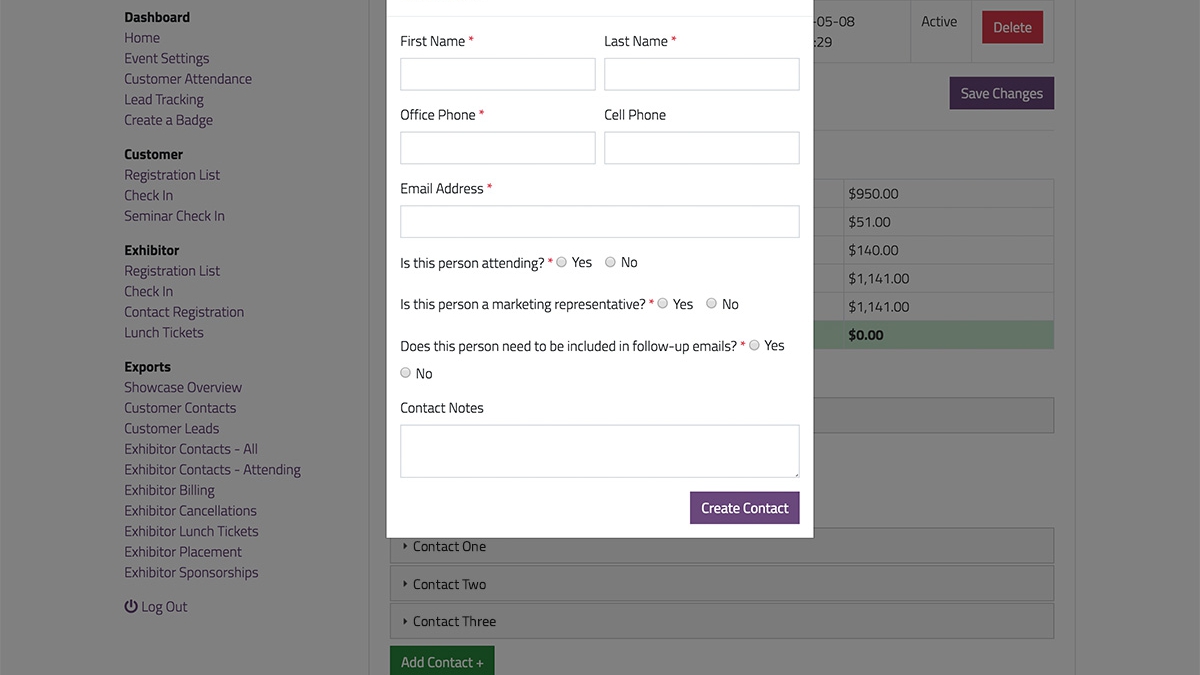 Dashboard
Home
Event Settings
Customer Attendance
Lead Tracking
Create a Badge
Customer
Registration List
Check In
Seminar Check In
Exhibitor
Registration List
Check In
Contact Registration
Lunch Tickets
Exports
Showcase Overview
Customer Contacts
Customer Leads
Exhibitor Contacts - All
Exhibitor Contacts - Attending
Exhibitor Billing
Exhibitor Cancellations
Exhibitor Lunch Tickets
Exhibitor Placement
Exhibitor Sponsorships
Log Out
First Name * Last Name *
Office Phone * Cell Phone
Email Address *
Is this person attending? * Yes No
Is this person a marketing representative? * Yes No
Does this person need to be included in follow-up emails? * Yes
No
Contact Notes
Create Contact
-05-08 Active Delete
:29
Save Changes
$950.00
$51.00
$140.00
$1,141.00
$1,141.00
$0.00
Contact One
Contact Two
Contact Three
Add Contact +